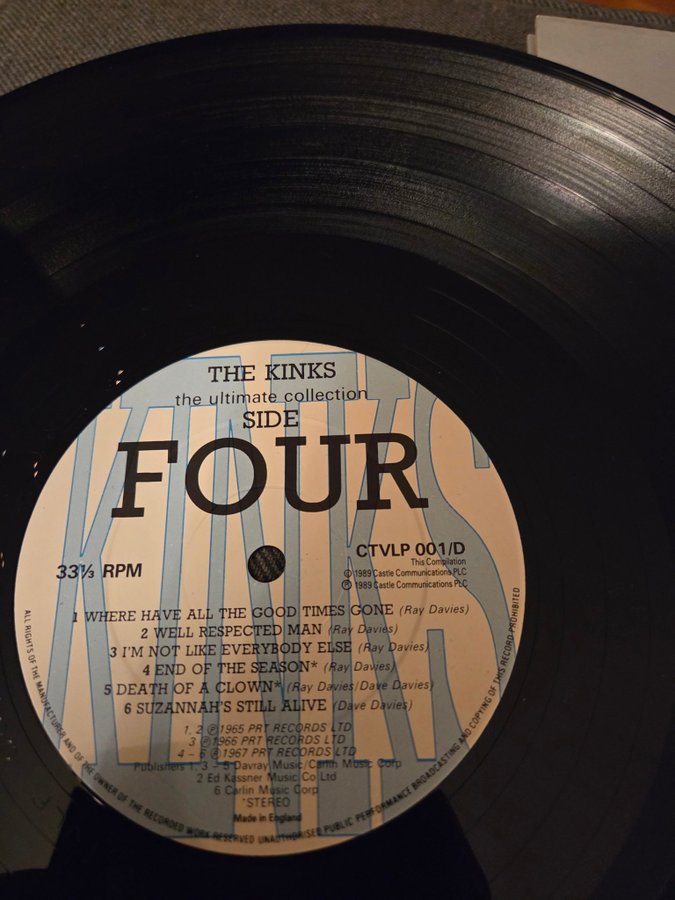 THE KINKS
the ultimate collection
SIDE
FOUR
33⅓ RPM
CTVLP 001/D
This Compilation
© 1989 Castle Communications PLC
℗ 1989 Castle Communications PLC
1 WHERE HAVE ALL THE GOOD TIMES GONE (Ray Davies)
2 WELL RESPECTED MAN (Ray Davies)
3 I'M NOT LIKE EVERYBODY ELSE (Ray Davies)
4 END OF THE SEASON* (Ray Davies)
5 DEATH OF A CLOWN* (Ray Davies/Dave Davies)
6 SUZANNAH'S STILL ALIVE (Dave Davies)
1, 2 ℗ 1965 PRT RECORDS LTD
3 ℗ 1966 PRT RECORDS LTD
4 – 6 ℗ 1967 PRT RECORDS LTD
Publishers 1, 3 – 5 Davray Music/Carlin Music Corp
2 Ed Kassner Music Co Ltd
6 Carlin Music Corp
*STEREO
Made in England
ALL RIGHTS OF THE MANUFACTURER AND OF THE OWNER OF THE RECORDED WORK RESERVED UNAUTHORISED PUBLIC PERFORMANCE BROADCASTING AND COPYING OF THIS RECORD PROHIBITED
KINKS